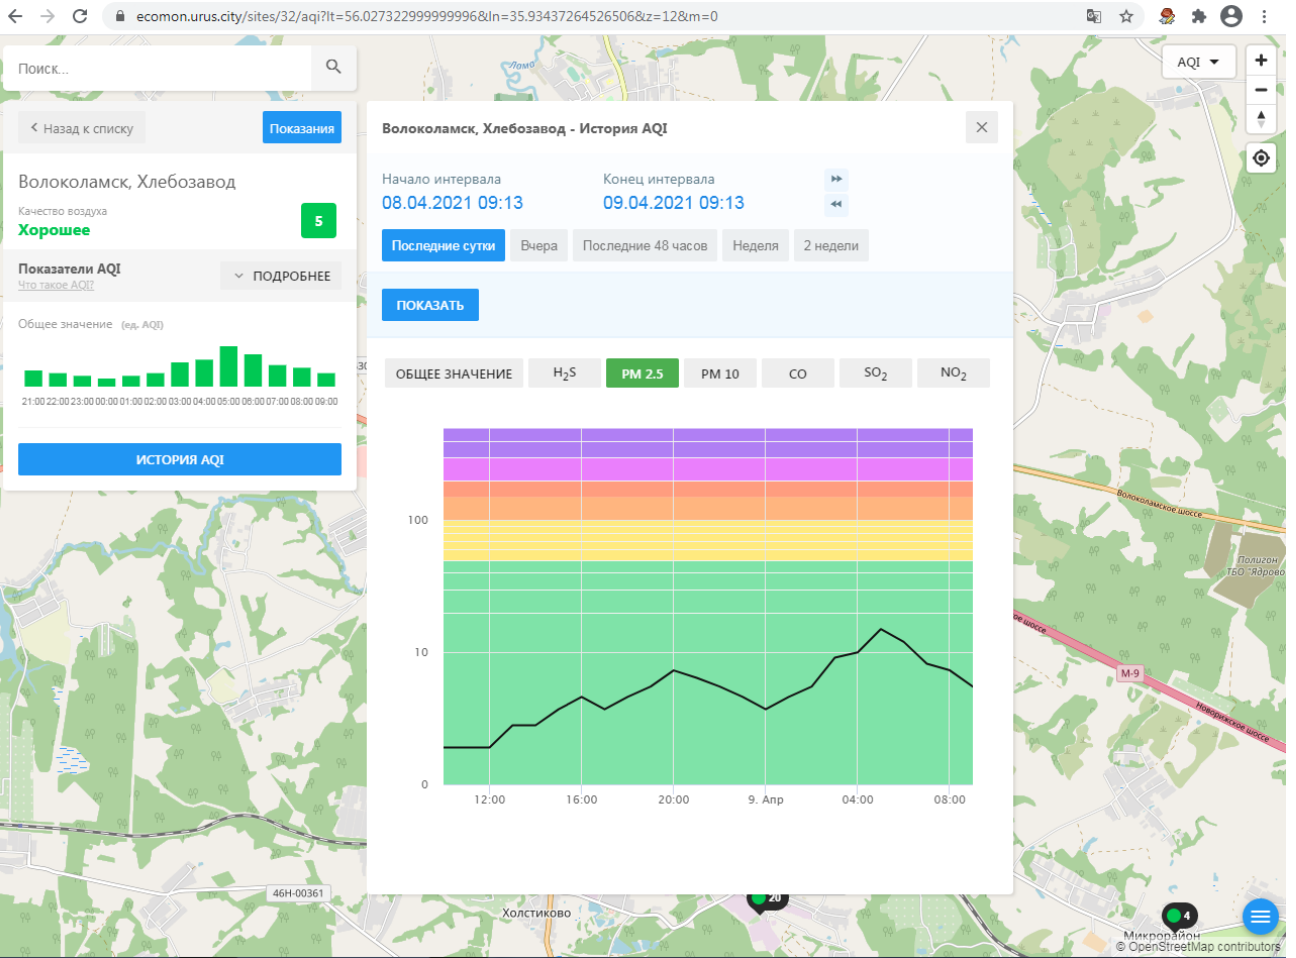 ecomon.urus.city/sites/32/aqi?lt=56.027322999999996&ln=35.93437264526506&z=12&m=0
Поиск...
AQI
Назад к списку
Показания
Волоколамск, Хлебозавод
Качество воздуха
Хорошее
5
Показатели AQI
Что такое AQI?
ПОДРОБНЕЕ
Общее значение (ед. AQI)
21:00 22:00 23:00 00:00 01:00 02:00 03:00 04:00 05:00 06:00 07:00 08:00 09:00
ИСТОРИЯ AQI
Волоколамск, Хлебозавод - История AQI
Начало интервала
08.04.2021 09:13
Конец интервала
09.04.2021 09:13
Последние сутки
Вчера
Последние 48 часов
Неделя
2 недели
ПОКАЗАТЬ
ОБЩЕЕ ЗНАЧЕНИЕ
H2S
PM 2.5
PM 10
CO
SO2
NO2
100
10
0
12:00 16:00 20:00 9. Апр 04:00 08:00
Лама
Волоколамское шоссе
Полигон
ТБО "Ядрово
ое шоссе
М-9
Новорижское шоссе
46Н-00361
20
Холстиково
4
Микрорайон
© OpenStreetMap contributors